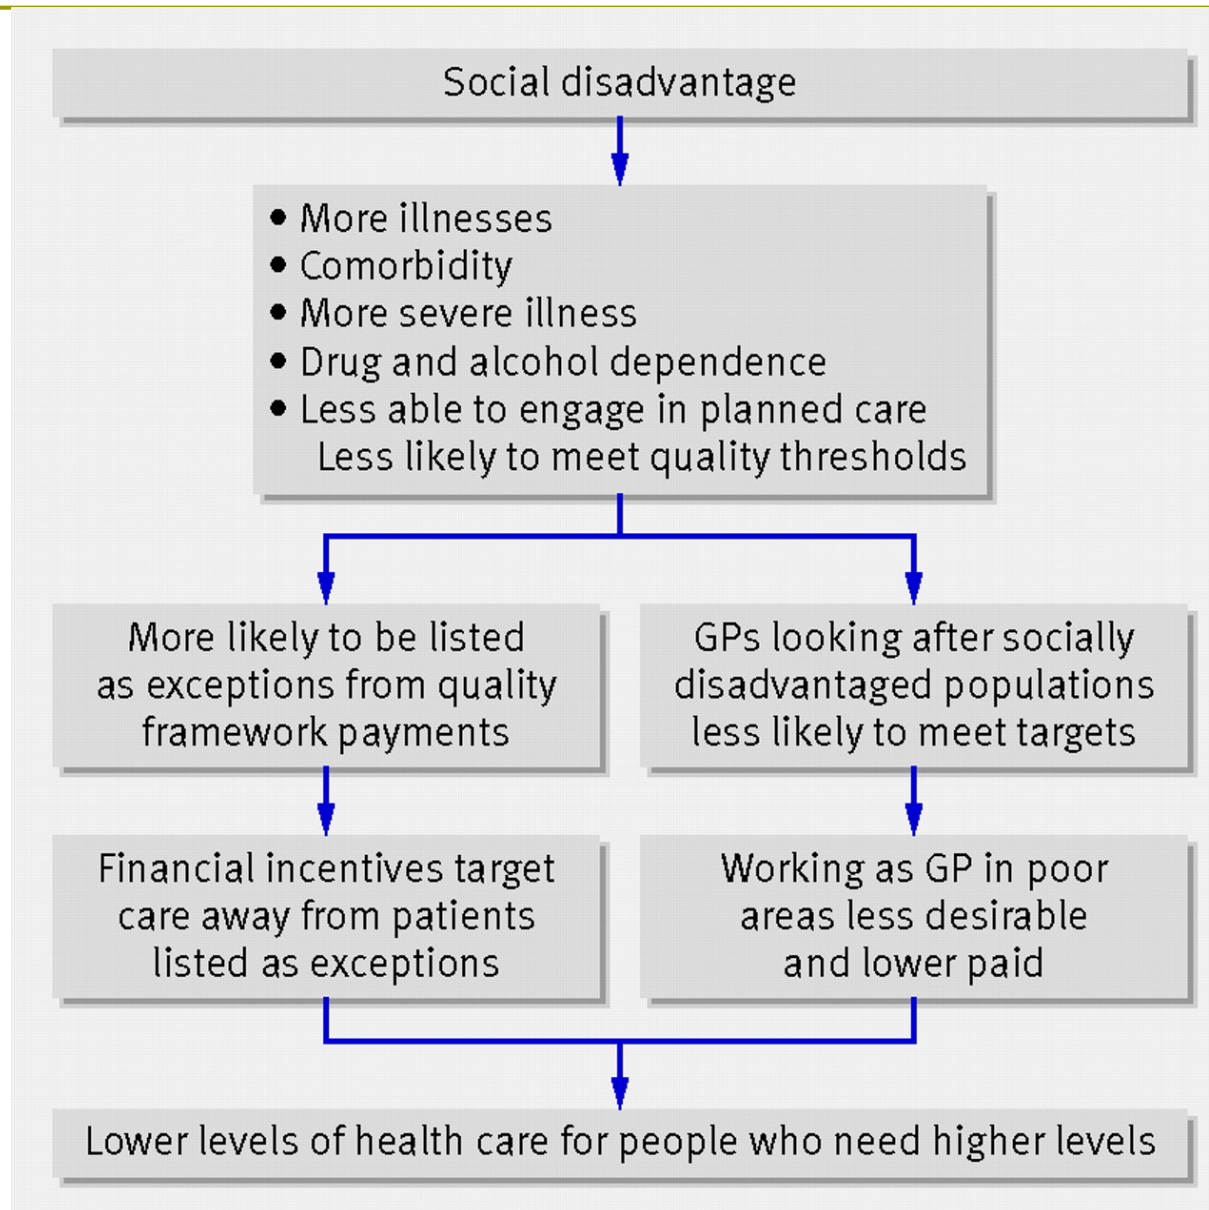 Social disadvantage
• More illnesses
• Comorbidity
• More severe illness
• Drug and alcohol dependence
• Less able to engage in planned care
Less likely to meet quality thresholds
More likely to be listed
as exceptions from quality
framework payments
GPs looking after socially
disadvantaged populations
less likely to meet targets
Financial incentives target
care away from patients
listed as exceptions
Working as GP in poor
areas less desirable
and lower paid
Lower levels of health care for people who need higher levels